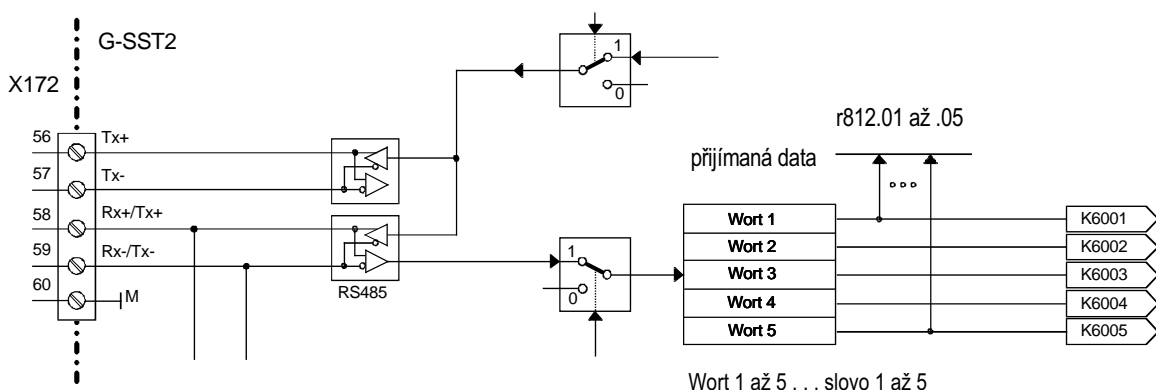 G-SST2
X172
56 Tx+
57 Tx-
58 Rx+/Tx+
59 Rx-/Tx-
60 M
RS485
1
0
1
0
r812.01 až .05
přijímaná data
Wort 1 K6001
Wort 2 K6002
Wort 3 K6003
Wort 4 K6004
Wort 5 K6005
Wort 1 až 5 . . . slovo 1 až 5